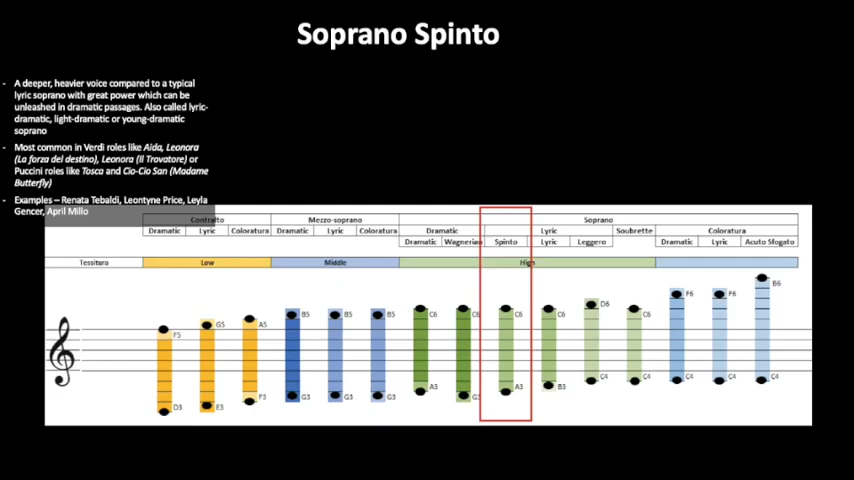 Soprano Spinto
- A deeper, heavier voice compared to a typical
lyric soprano with great power which can be
unleashed in dramatic passages. Also called lyric-
dramatic, light-dramatic or young-dramatic
soprano
- Most common in Verdi roles like Aida, Leonora
(La forza del destino), Leonora (Il Trovatore) or
Puccini roles like Tosca and Cio-Cio San (Madame
Butterfly)
- Examples – Renata Tebaldi, Leontyne Price, Leyla
Gencer, April Millo
Contralto Mezzo-soprano Soprano
Dramatic Lyric Coloratura Dramatic Lyric Coloratura Dramatic Lyric Soubrette Coloratura
Dramatic Wagnerian Spinto Lyric Leggero Dramatic Lyric Acuto Sfogato
Tessitura Low Middle High
F5 G5 A5 B5 B5 B5 C6 C6 C6 C6 D6 C6 F6 F6 B6
D3 E3 F3 G3 G3 G3 A3 G3 A3 B3 C4 C4 C4 C4 C4